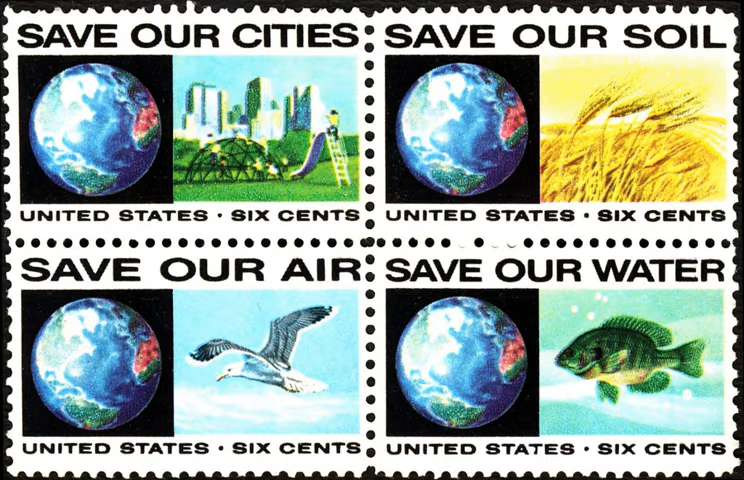 SAVE OUR CITIES
UNITED STATES · SIX CENTS
SAVE OUR SOIL
UNITED STATES · SIX CENTS
SAVE OUR AIR
UNITED STATES · SIX CENTS
SAVE OUR WATER
UNITED STATES · SIX CENTS